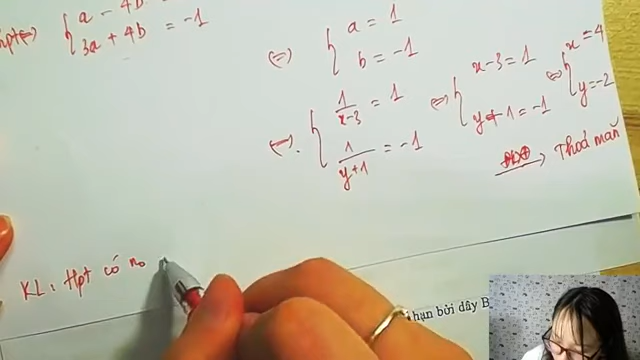 hpt ⇔ { a - 4b
3a + 4b = -1
⇔ { a = 1
b = -1
⇔ { 1/(x-3) = 1
1/(y+1) = -1
⇔ { x-3 = 1
y+1 = -1
⇔ { x = 4
y = -2
→ Thoả mãn
KL: Hpt có no
hạn bởi dây B